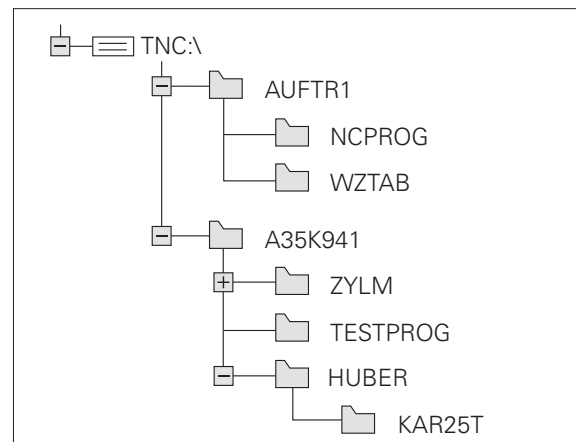 TNC:\
AUFTR1
NCPROG
WZTAB
A35K941
ZYLM
TESTPROG
HUBER
KAR25T